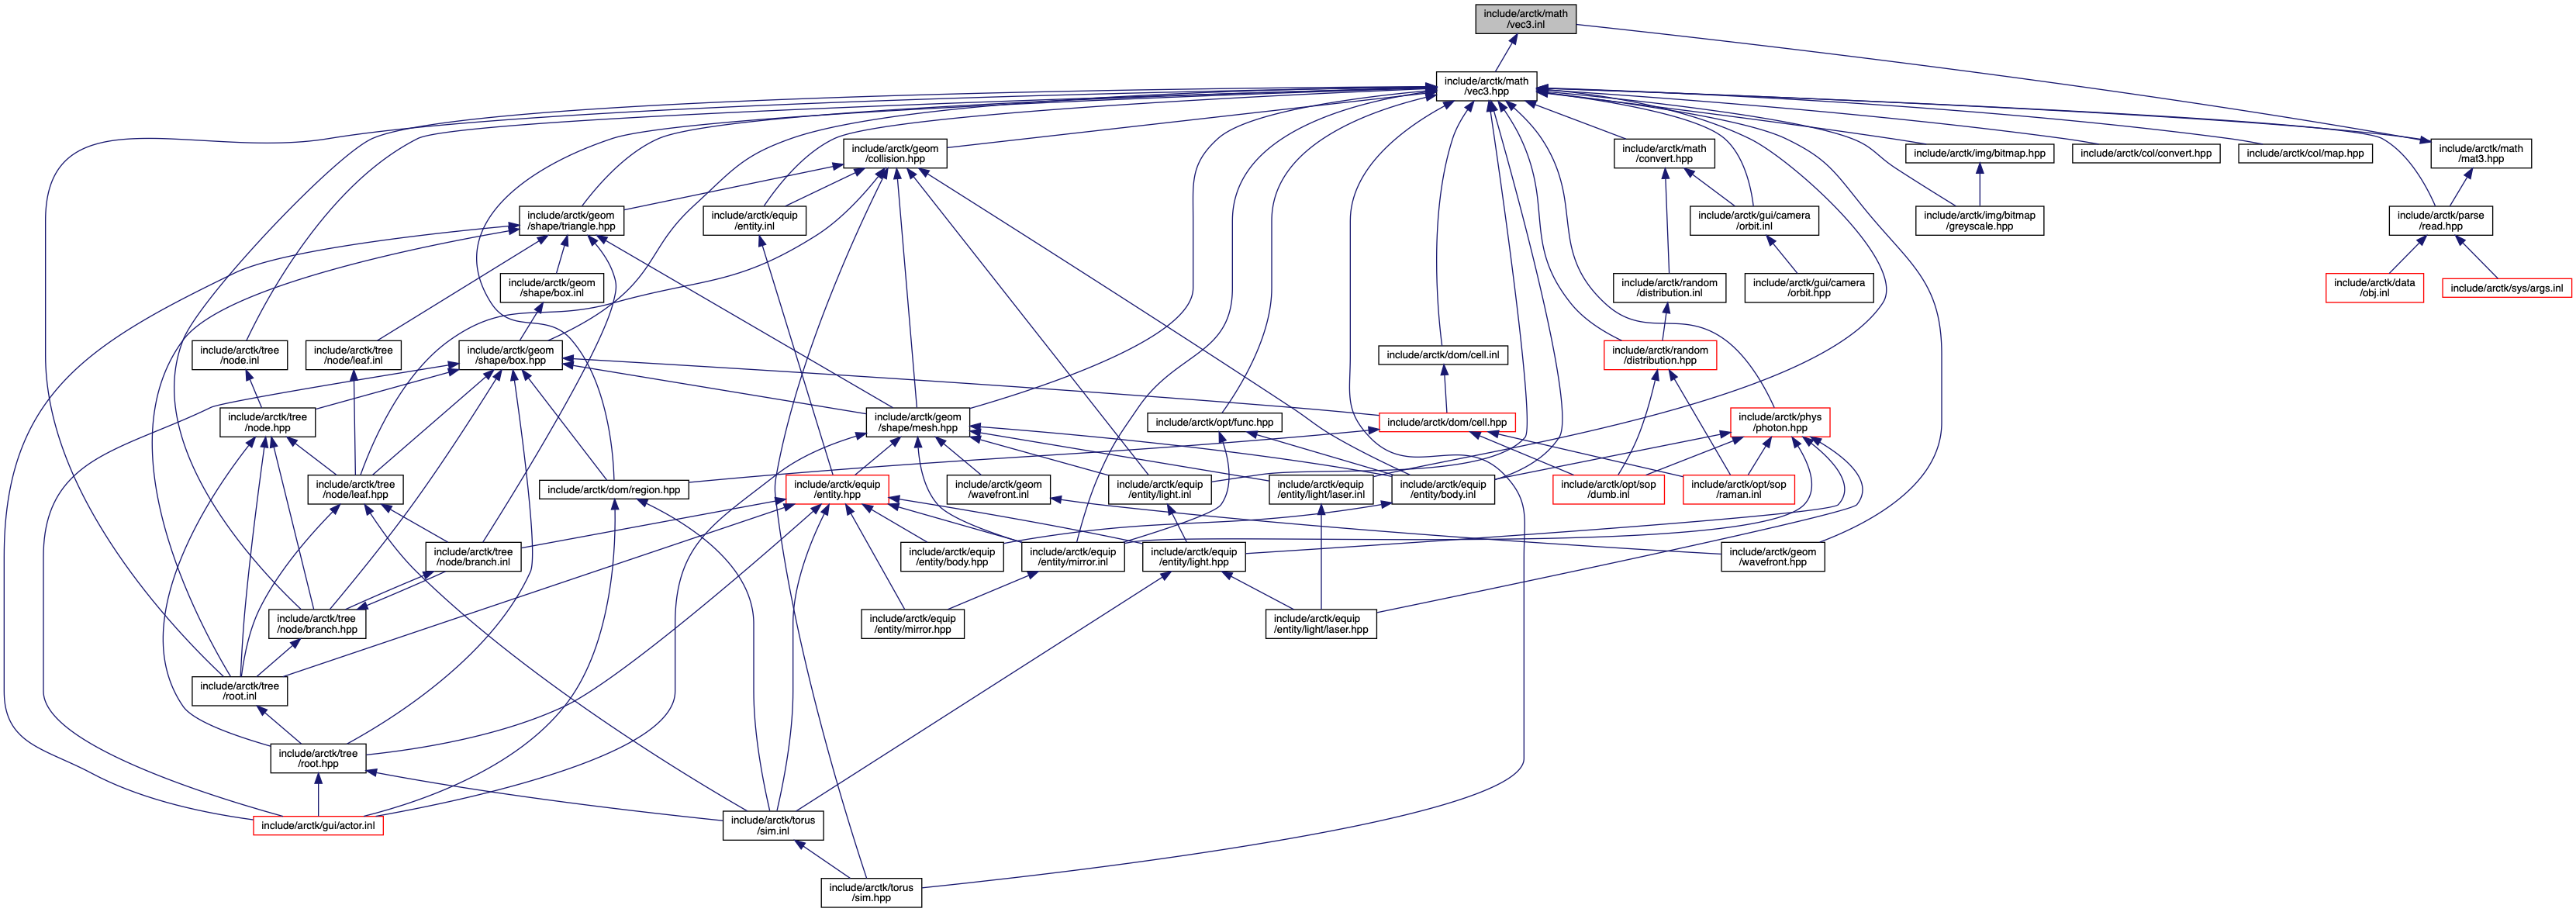 include/arctk/math
/vec3.inl
include/arctk/math
/vec3.hpp
include/arctk/geom
/collision.hpp
include/arctk/math
/convert.hpp
include/arctk/img/bitmap.hpp
include/arctk/col/convert.hpp
include/arctk/col/map.hpp
include/arctk/math
/mat3.hpp
include/arctk/geom
/shape/triangle.hpp
include/arctk/equip
/entity.inl
include/arctk/gui/camera
/orbit.inl
include/arctk/img/bitmap
/greyscale.hpp
include/arctk/parse
/read.hpp
include/arctk/geom
/shape/box.inl
include/arctk/random
/distribution.inl
include/arctk/gui/camera
/orbit.hpp
include/arctk/data
/obj.inl
include/arctk/sys/args.inl
include/arctk/tree
/node.inl
include/arctk/tree
/node/leaf.inl
include/arctk/geom
/shape/box.hpp
include/arctk/dom/cell.inl
include/arctk/random
/distribution.hpp
include/arctk/tree
/node.hpp
include/arctk/geom
/shape/mesh.hpp
include/arctk/opt/func.hpp
include/arctk/dom/cell.hpp
include/arctk/phys
/photon.hpp
include/arctk/tree
/node/leaf.hpp
include/arctk/dom/region.hpp
include/arctk/equip
/entity.hpp
include/arctk/geom
/wavefront.inl
include/arctk/equip
/entity/light.inl
include/arctk/equip
/entity/light/laser.inl
include/arctk/equip
/entity/body.inl
include/arctk/opt/sop
/dumb.inl
include/arctk/opt/sop
/raman.inl
include/arctk/tree
/node/branch.inl
include/arctk/equip
/entity/body.hpp
include/arctk/equip
/entity/mirror.inl
include/arctk/equip
/entity/light.hpp
include/arctk/geom
/wavefront.hpp
include/arctk/tree
/node/branch.hpp
include/arctk/equip
/entity/mirror.hpp
include/arctk/equip
/entity/light/laser.hpp
include/arctk/tree
/root.inl
include/arctk/tree
/root.hpp
include/arctk/gui/actor.inl
include/arctk/torus
/sim.inl
include/arctk/torus
/sim.hpp